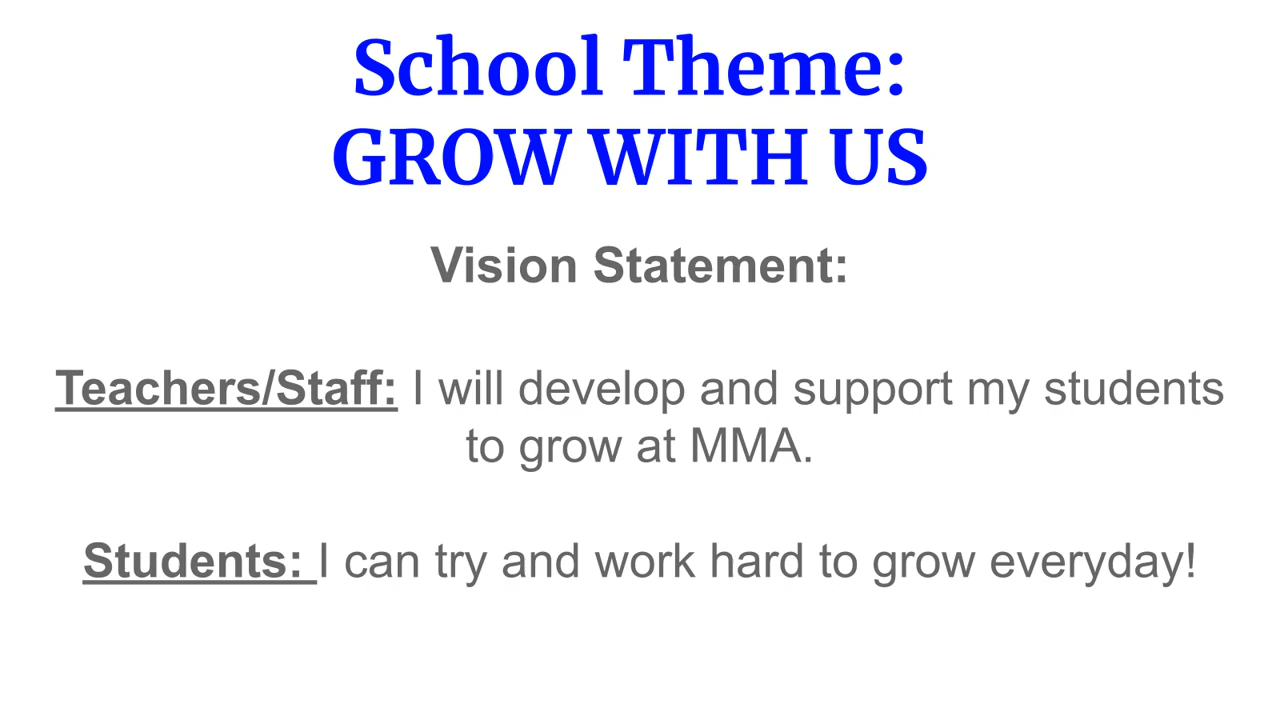 School Theme:
GROW WITH US
Vision Statement:
Teachers/Staff: I will develop and support my students
to grow at MMA.
Students: I can try and work hard to grow everyday!